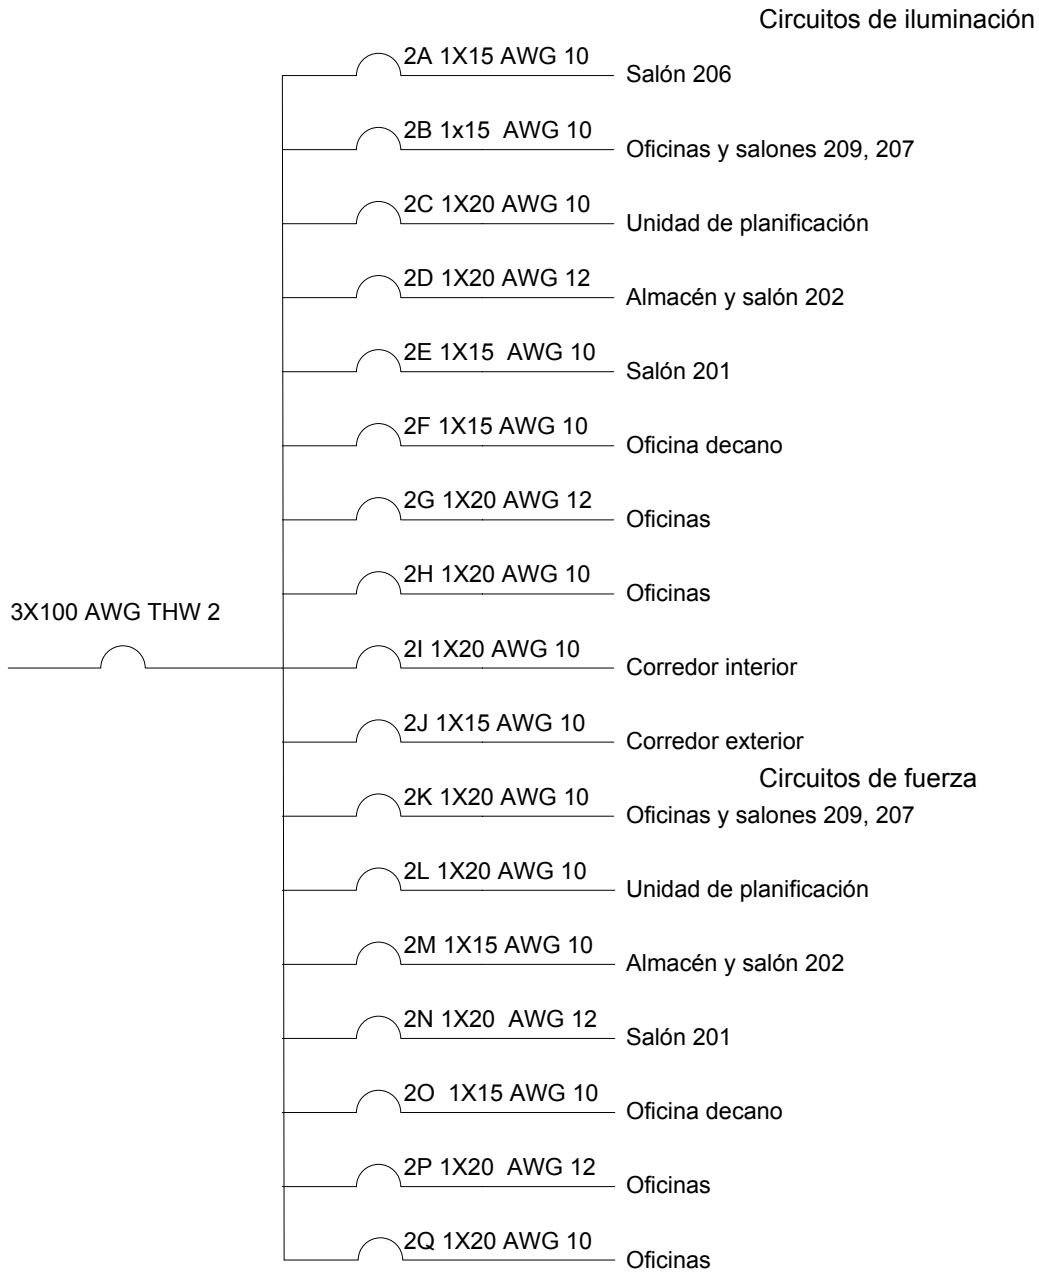 Circuitos de iluminación
2A 1X15 AWG 10
Salón 206
2B 1x15  AWG 10
Oficinas y salones 209, 207
2C 1X20 AWG 10
Unidad de planificación
2D 1X20 AWG 12
Almacén y salón 202
2E 1X15  AWG 10
Salón 201
2F 1X15 AWG 10
Oficina decano
2G 1X20 AWG 12
Oficinas
2H 1X20 AWG 10
Oficinas
3X100 AWG THW 2
2I 1X20 AWG 10
Corredor interior
2J 1X15 AWG 10
Corredor exterior
Circuitos de fuerza
2K 1X20 AWG 10
Oficinas y salones 209, 207
2L 1X20 AWG 10
Unidad de planificación
2M 1X15 AWG 10
Almacén y salón 202
2N 1X20  AWG 12
Salón 201
2O  1X15 AWG 10
Oficina decano
2P 1X20  AWG 12
Oficinas
2Q 1X20 AWG 10
Oficinas